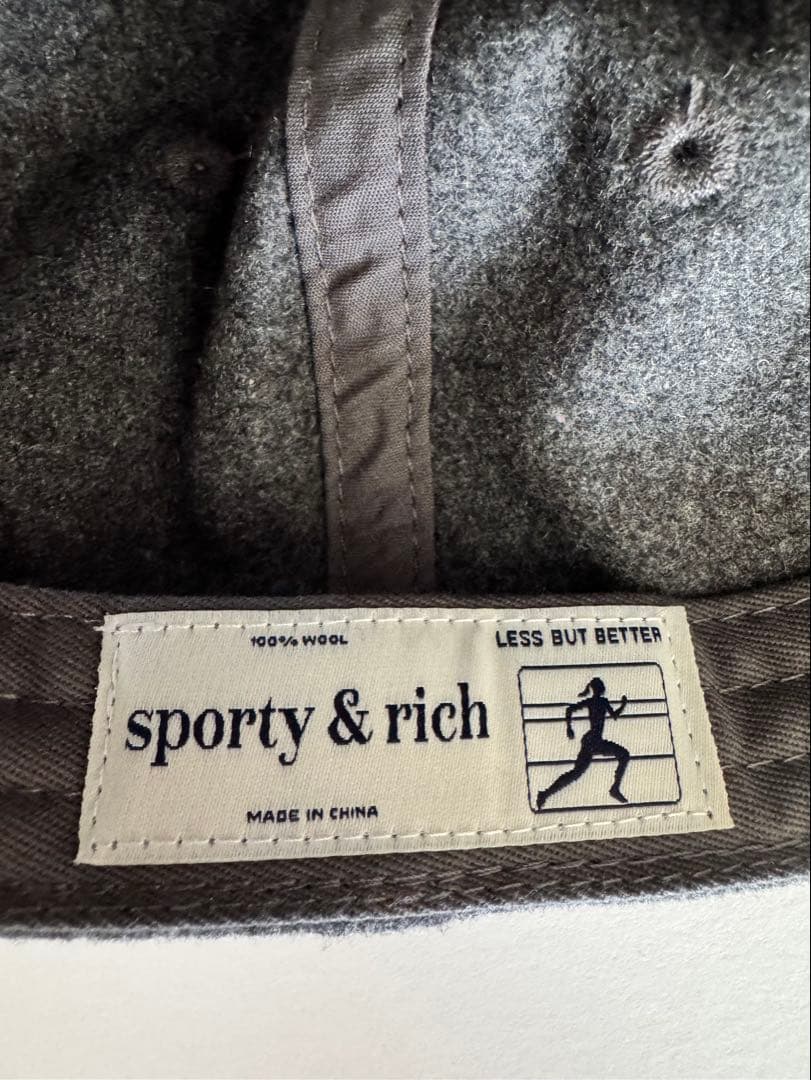 100% WOOL
LESS BUT BETTER
sporty & rich
MADE IN CHINA